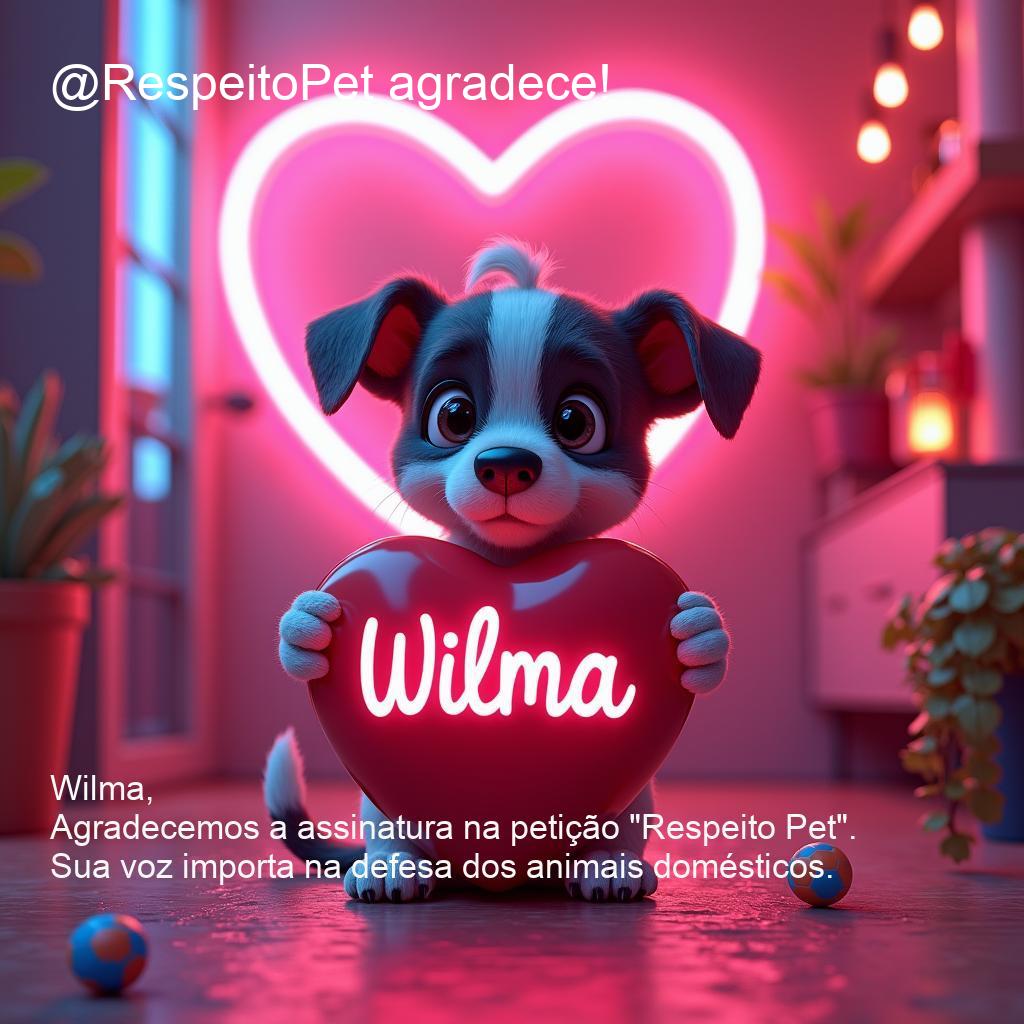 @RespeitoPet agradece!
Wilma
Wilma,
Agradecemos a assinatura na petição "Respeito Pet".
Sua voz importa na defesa dos animais domésticos.